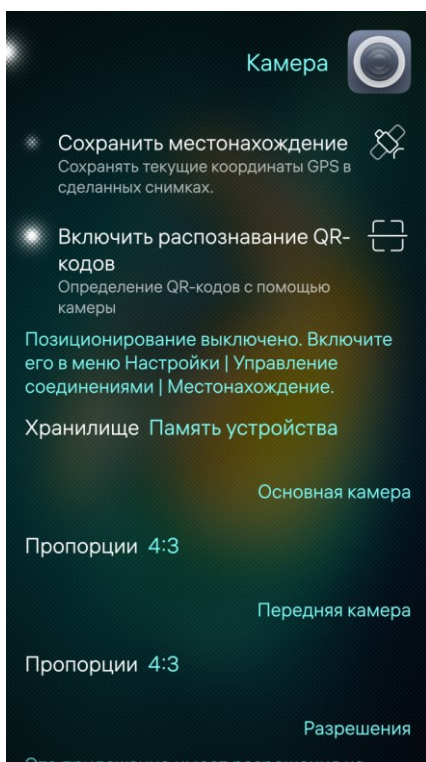 Камера
Сохранить местонахождение
Сохранять текущие координаты GPS в
сделанных снимках.
Включить распознавание QR-
кодов
Определение QR-кодов с помощью
камеры
Позиционирование выключено. Включите
его в меню Настройки | Управление
соединениями | Местонахождение.
Хранилище Память устройства
Основная камера
Пропорции 4:3
Передняя камера
Пропорции 4:3
Разрешения